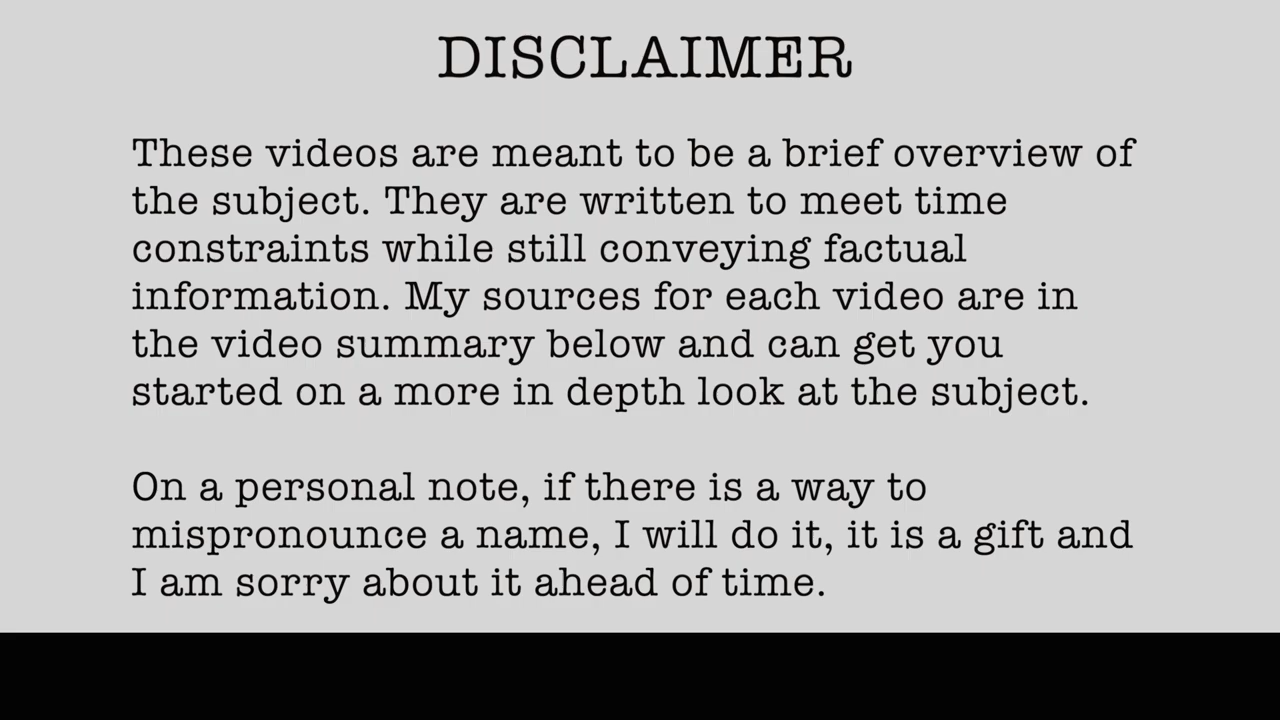 DISCLAIMER
These videos are meant to be a brief overview of
the subject. They are written to meet time
constraints while still conveying factual
information. My sources for each video are in
the video summary below and can get you
started on a more in depth look at the subject.
On a personal note, if there is a way to
mispronounce a name, I will do it, it is a gift and
I am sorry about it ahead of time.